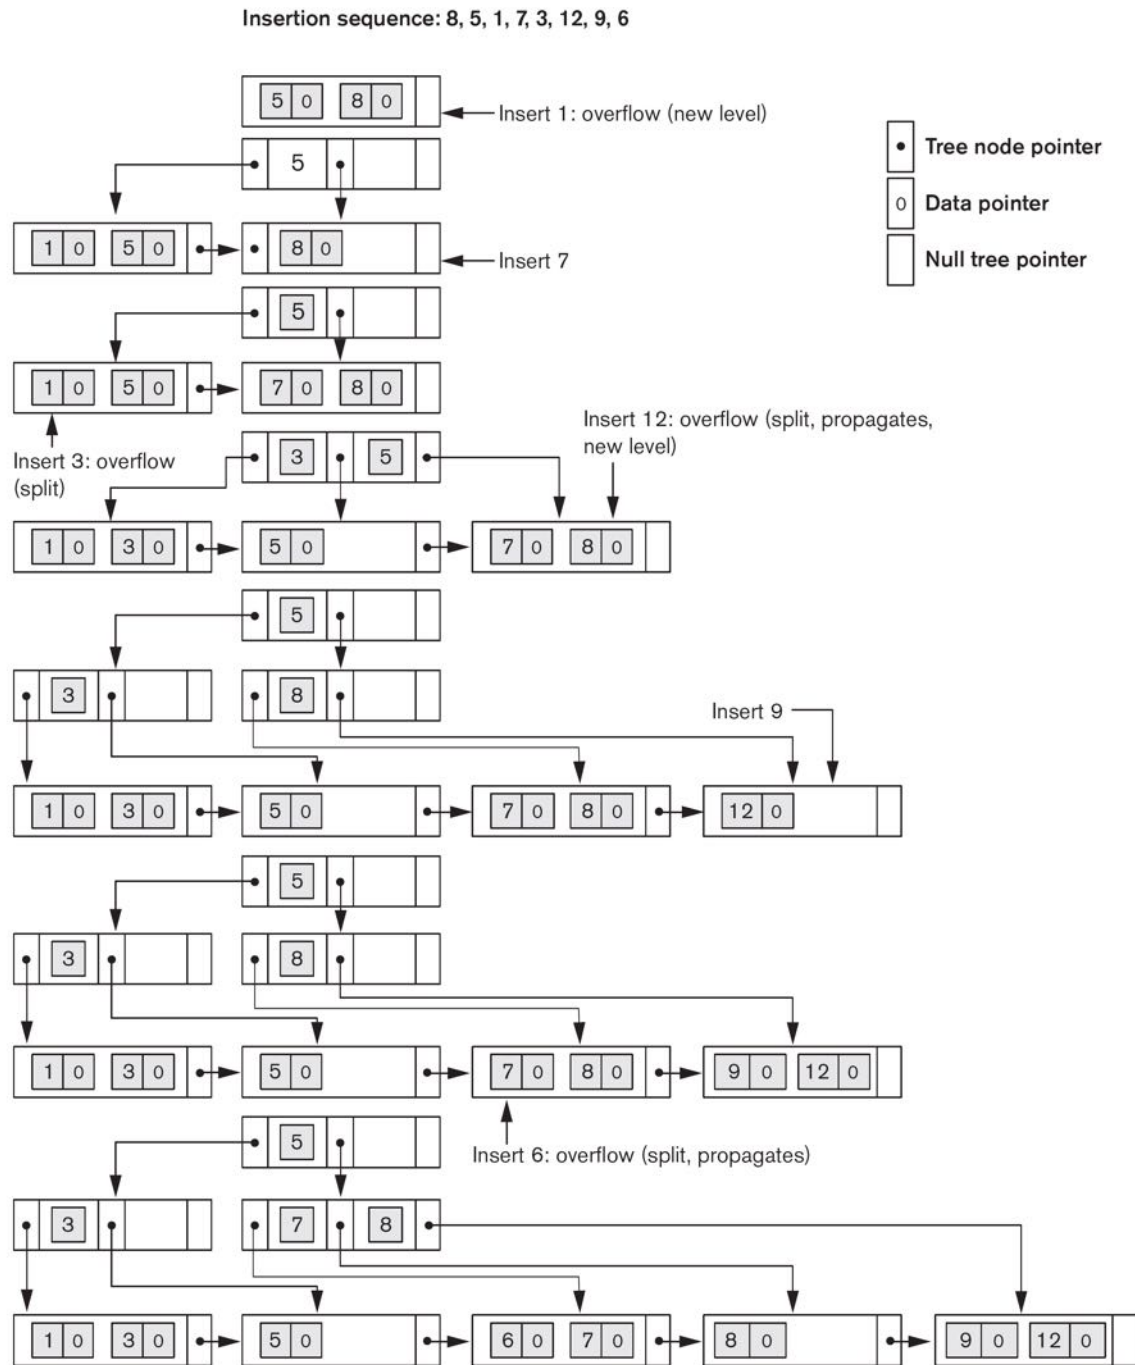 Insertion sequence: 8, 5, 1, 7, 3, 12, 9, 6
5 0 8 0
Insert 1: overflow (new level)
5
Tree node pointer
0 Data pointer
Null tree pointer
1 0 5 0 8 0
Insert 7
5
1 0 5 0 7 0 8 0
Insert 3: overflow
(split)
Insert 12: overflow (split, propagates,
new level)
3 5
1 0 3 0 5 0 7 0 8 0
5
3 8
Insert 9
1 0 3 0 5 0 7 0 8 0 12 0
5
3 8
1 0 3 0 5 0 7 0 8 0 9 0 12 0
Insert 6: overflow (split, propagates)
5
3 7 8
1 0 3 0 5 0 6 0 7 0 8 0 9 0 12 0